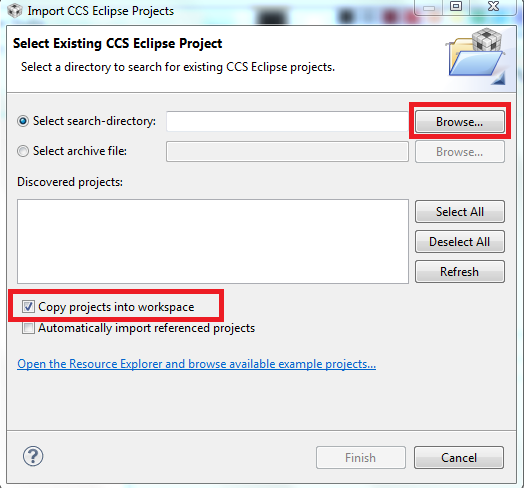 Import CCS Eclipse Projects
Select Existing CCS Eclipse Project
Select a directory to search for existing CCS Eclipse projects.
Select search-directory:
Browse...
Select archive file:
Browse...
Discovered projects:
Select All
Deselect All
Refresh
Copy projects into workspace
Automatically import referenced projects
Open the Resource Explorer and browse available example projects...
?
Finish
Cancel